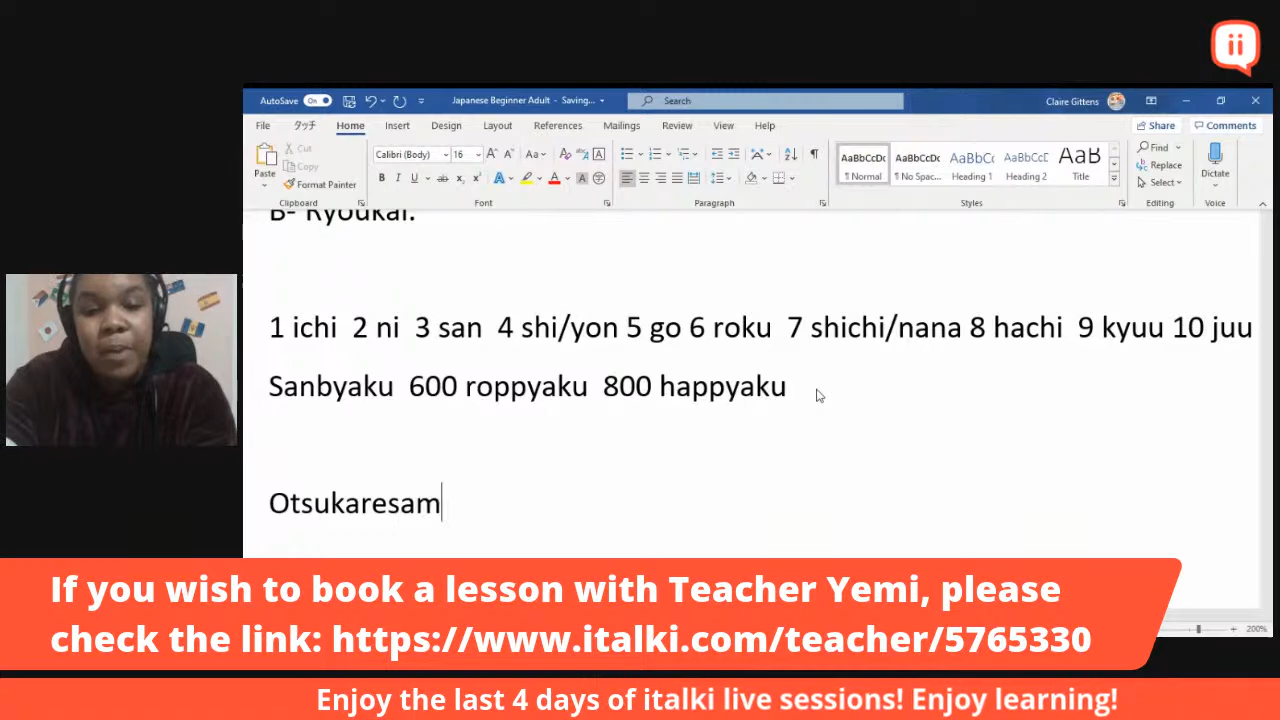 ii
AutoSave On Japanese Beginner Adult - Saving... Search Claire Gittens
File タッチ Home Insert Design Layout References Mailings Review View Help Share Comments
Paste Cut Copy Format Painter
Calibri (Body) 16
AaBbCcDc AaBbCcDc AaBbCc AaBbCcD AaB
¶ Normal ¶ No Spac... Heading 1 Heading 2 Title
Find Replace Select Dictate
Font Paragraph Styles Editing Voice
B- Ryoukai.
1 ichi 2 ni 3 san 4 shi/yon 5 go 6 roku 7 shichi/nana 8 hachi 9 kyuu 10 juu
Sanbyaku 600 roppyaku 800 happyaku
Otsukaresam
200%
If you wish to book a lesson with Teacher Yemi, please
check the link: https://www.italki.com/teacher/5765330
Enjoy the last 4 days of italki live sessions! Enjoy learning!